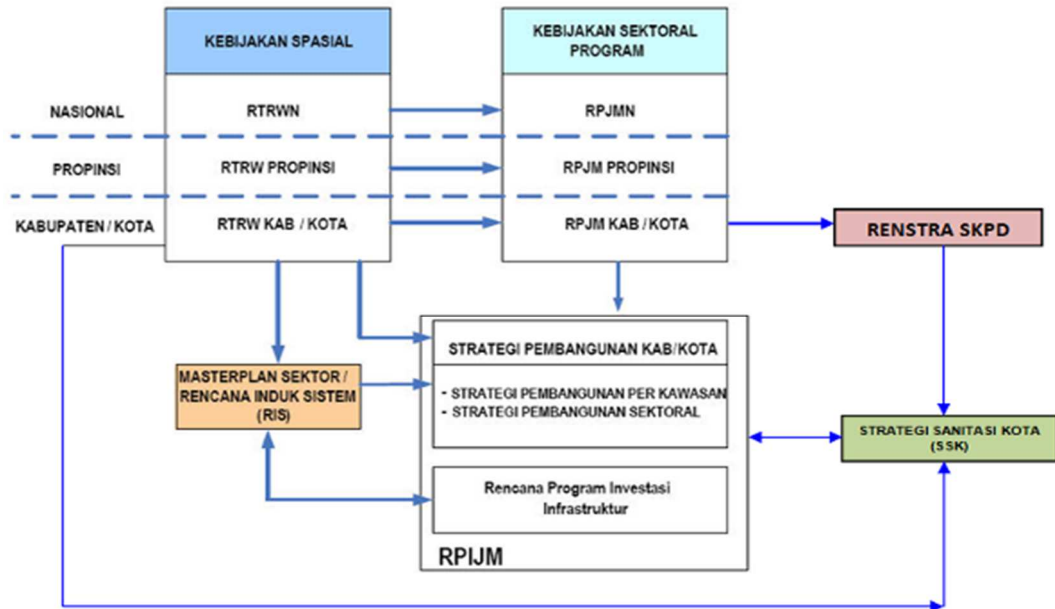 KEBIJAKAN SPASIAL
KEBIJAKAN SEKTORAL
PROGRAM
NASIONAL
RTRWN
RPJMN
PROPINSI
RTRW PROPINSI
RPJM PROPINSI
KABUPATEN / KOTA
RTRW KAB / KOTA
RPJM KAB / KOTA
RENSTRA SKPD
STRATEGI PEMBANGUNAN KAB/KOTA
MASTERPLAN SEKTOR /
RENCANA INDUK SISTEM
(RIS)
- STRATEGI PEMBANGUNAN PER KAWASAN
- STRATEGI PEMBANGUNAN SEKTORAL
STRATEGI SANITASI KOTA
(SSK)
Rencana Program Investasi
Infrastruktur
RPIJM